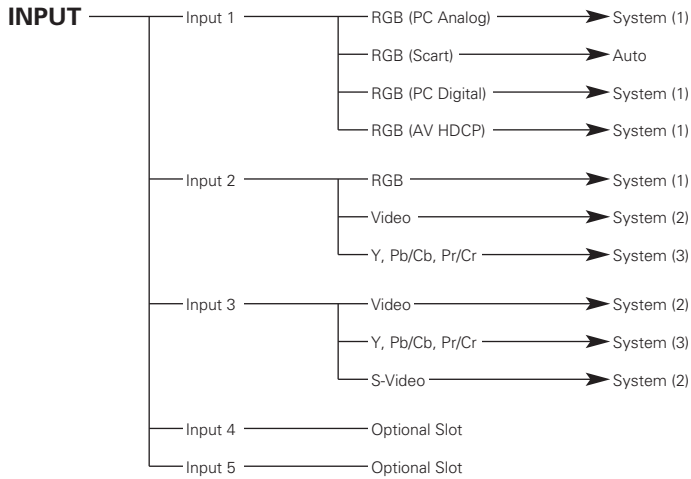 INPUT
Input 1
RGB (PC Analog) System (1)
RGB (Scart) Auto
RGB (PC Digital) System (1)
RGB (AV HDCP) System (1)
Input 2
RGB System (1)
Video System (2)
Y, Pb/Cb, Pr/Cr System (3)
Input 3
Video System (2)
Y, Pb/Cb, Pr/Cr System (3)
S-Video System (2)
Input 4 Optional Slot
Input 5 Optional Slot